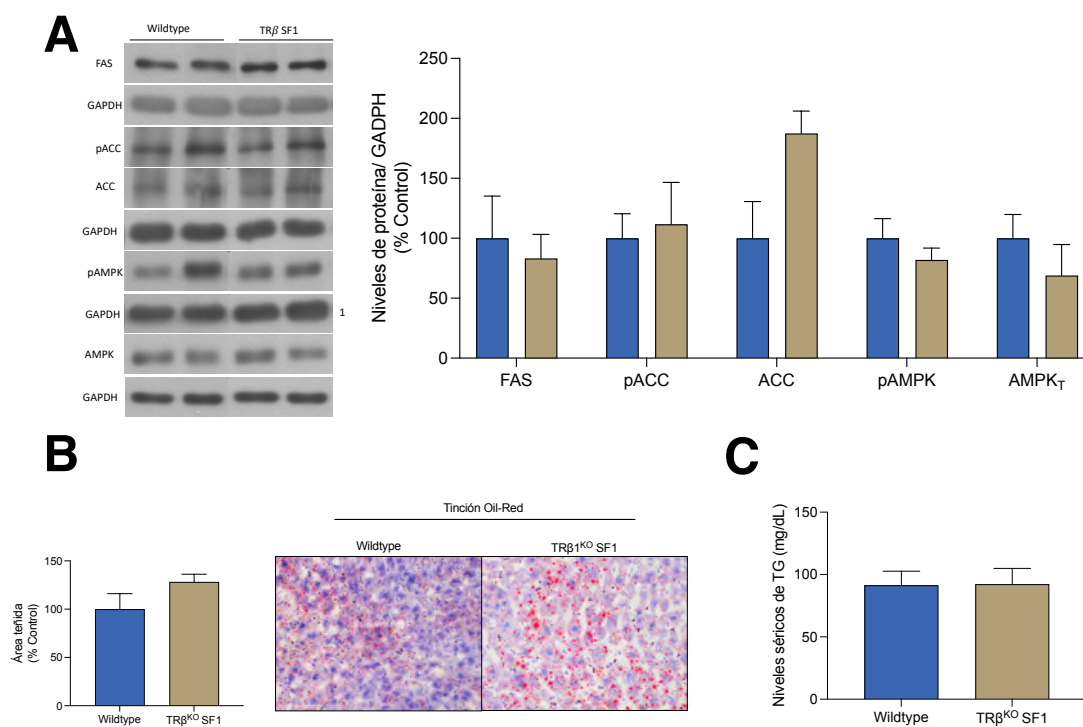 A
Wildtype
TRβ SF1
FAS
GAPDH
pACC
ACC
GAPDH
pAMPK
GAPDH
1
AMPK
GAPDH
Niveles de proteína/ GADPH
(% Control)
250
200
150
100
50
0
FAS
pACC
ACC
pAMPK
AMPKT
B
Área teñida
(% Control)
150
100
50
0
Wildtype
TRβKO SF1
Tinción Oil-Red
Wildtype
TRβ1KO SF1
C
Niveles séricos de TG (mg/dL)
150
100
50
0
Wildtype
TRβKO SF1